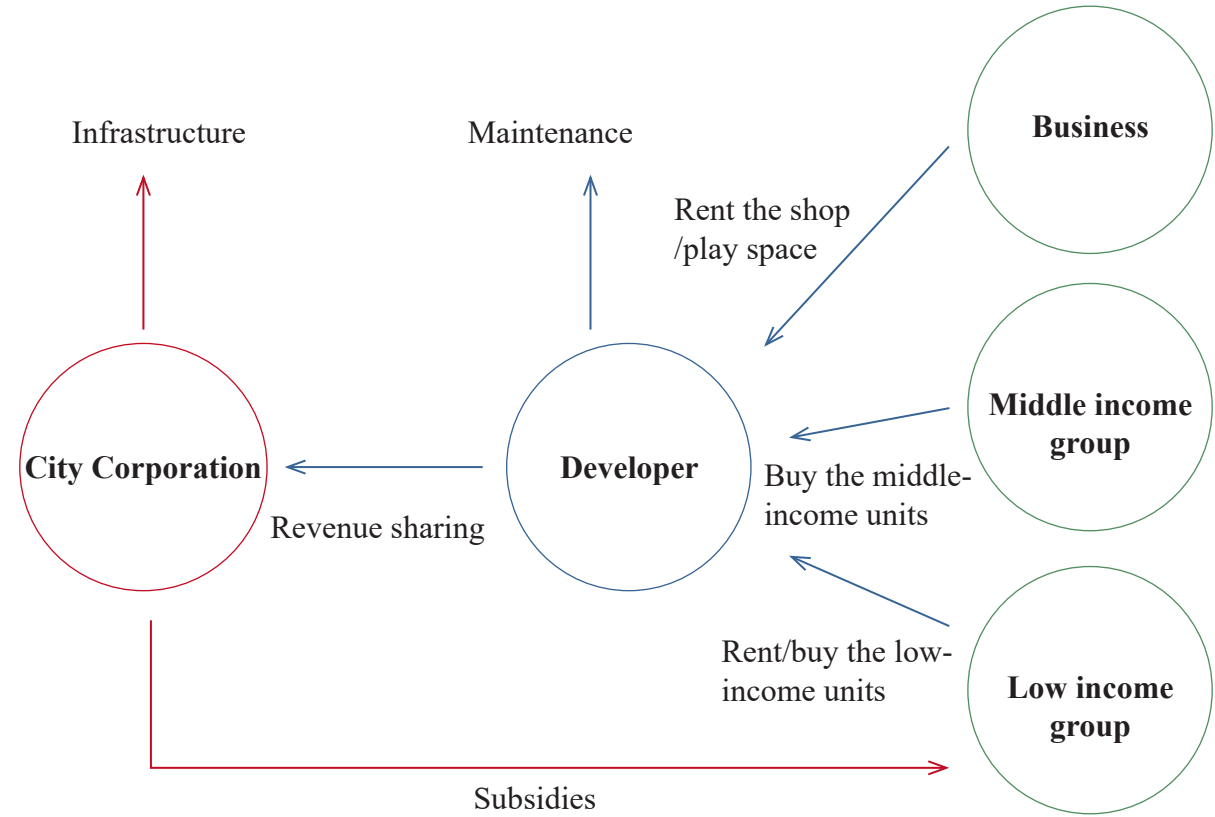 Infrastructure
Maintenance
Business
Rent the shop
/play space
City Corporation
Developer
Middle income
group
Revenue sharing
Buy the middle-
income units
Rent/buy the low-
income units
Low income
group
Subsidies